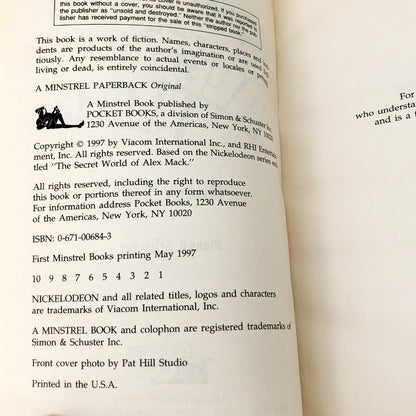 this book without a cover, you should be aware that it was reported to
the publisher as "unsold and destroyed." Neither the author nor the pub-
lisher has received payment for the sale of this "stripped book."
This book is a work of fiction. Names, characters, places and
dents are products of the author's imagination or are used
tiously. Any resemblance to actual events or locales or persons,
living or dead, is entirely coincidental.
A MINSTREL PAPERBACK Original
A Minstrel Book published by
POCKET BOOKS, a division of Simon & Schuster Inc.
1230 Avenue of the Americas, New York, NY 10020
Copyright © 1997 by Viacom International Inc., and RHI Entertain-
ment, Inc. All rights reserved. Based on the Nickelodeon series en-
titled "The Secret World of Alex Mack."
All rights reserved, including the right to reproduce
this book or portions thereof in any form whatsoever.
For information address Pocket Books, 1230 Avenue
of the Americas, New York, NY 10020
ISBN: 0-671-00684-3
First Minstrel Books printing May 1997
10 9 8 7 6 5 4 3 2 1
NICKELODEON and all related titles, logos and characters
are trademarks of Viacom International, Inc.
A MINSTREL BOOK and colophon are registered trademarks of
Simon & Schuster Inc.
Front cover photo by Pat Hill Studio
Printed in the U.S.A.
For
who understa
and is a t